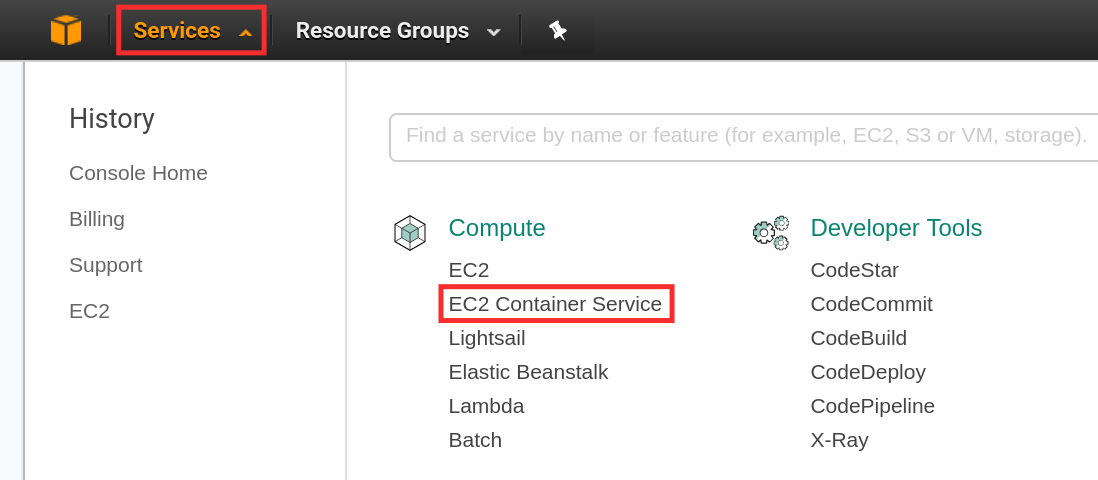 Services
Resource Groups
History
Console Home
Billing
Support
EC2
Find a service by name or feature (for example, EC2, S3 or VM, storage).
Compute
EC2
EC2 Container Service
Lightsail
Elastic Beanstalk
Lambda
Batch
Developer Tools
CodeStar
CodeCommit
CodeBuild
CodeDeploy
CodePipeline
X-Ray